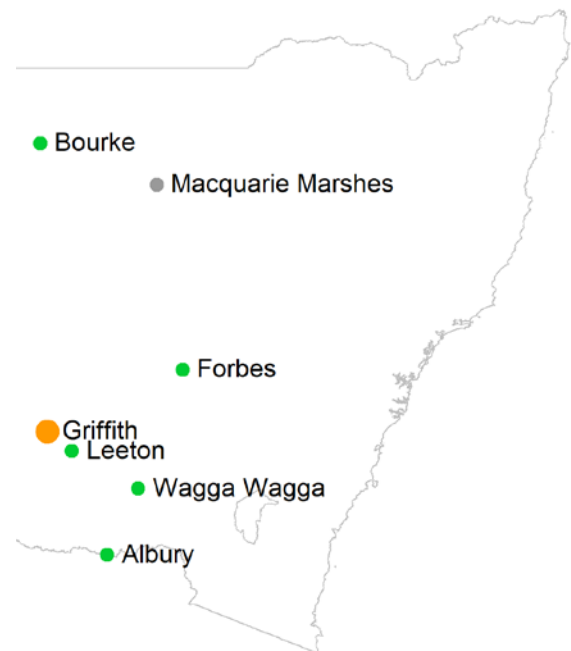 Bourke
Macquarie Marshes
Forbes
Griffith
Leeton
Wagga Wagga
Albury